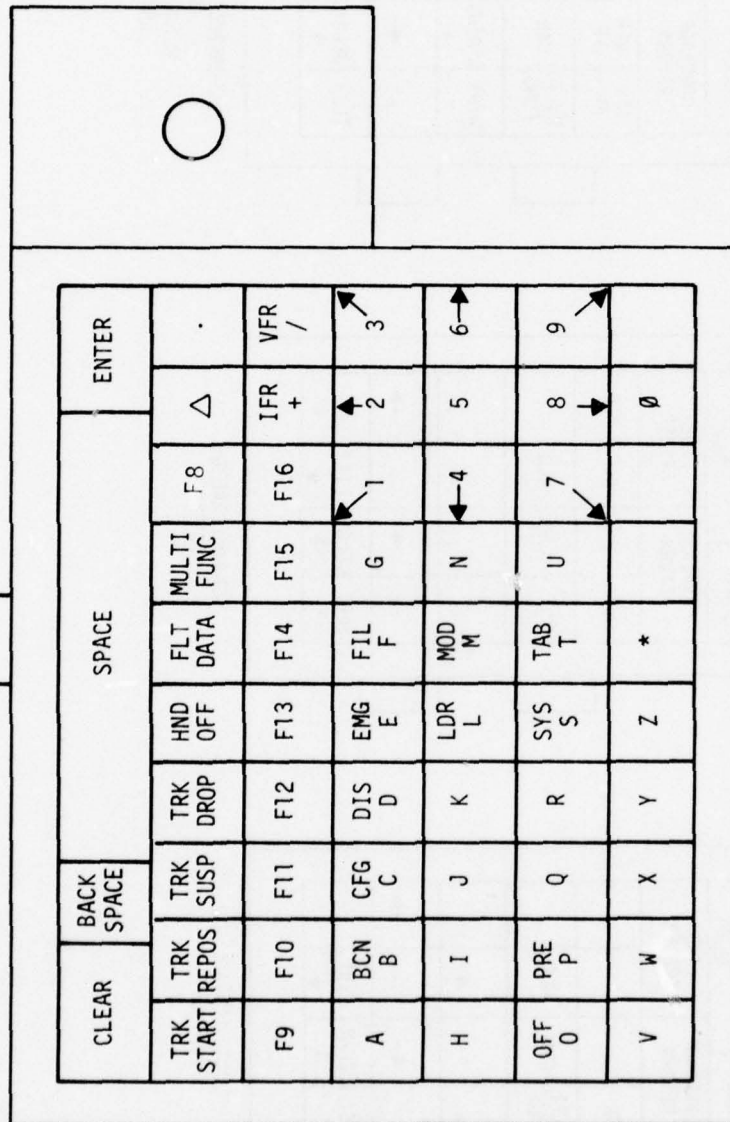 CLEAR BACK SPACE ENTER
SPACE
TRK TRK TRK TRK HND FLT MULTI F8 △ .
START REPOS SUSP DROP OFF DATA FUNC
F9 F10 F11 F12 F13 F14 F15 F16 IFR VFR
+ /
BCN CFG DIS EMG FIL
A B C D E F G 1 2 3
LDR MOD
H I J K L M N 4 5 6
OFF PRE SYS TAB
O P Q R S T U 7 8 9
V W X Y Z * Ø